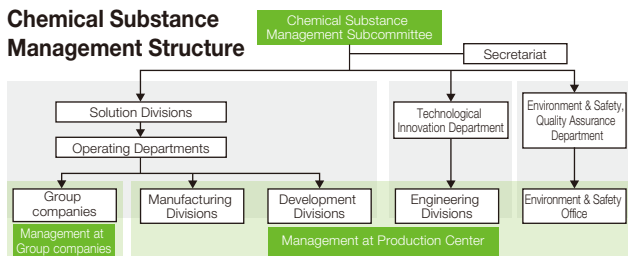 Chemical Substance
Management Structure
Chemical Substance
Management Subcommittee
Secretariat
Solution Divisions
Technological
Innovation Department
Environment & Safety,
Quality Assurance
Department
Operating Departments
Group
companies
Manufacturing
Divisions
Development
Divisions
Engineering
Divisions
Environment & Safety
Office
Management at
Group companies
Management at Production Center